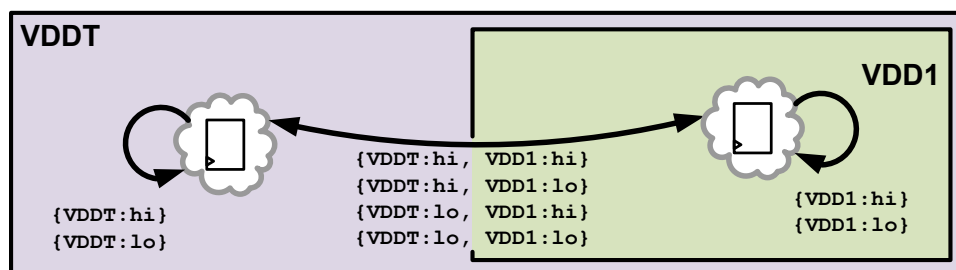 VDDT
VDD1
{VDDT:hi, VDD1:hi}
{VDDT:hi, VDD1:lo}
{VDDT:lo, VDD1:hi}
{VDDT:lo, VDD1:lo}
{VDDT:hi}
{VDDT:lo}
{VDD1:hi}
{VDD1:lo}